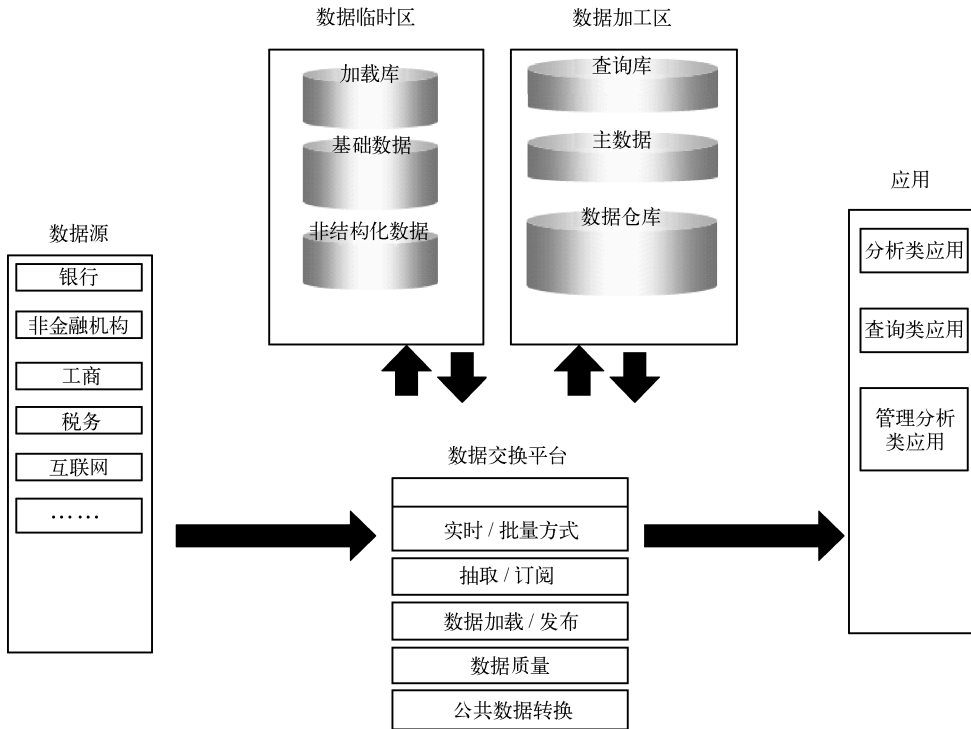 数据临时区
加载库
基础数据
非结构化数据
数据加工区
查询库
主数据
数据仓库
数据源
银行
非金融机构
工商
税务
互联网
……
数据交换平台
实时 / 批量方式
抽取 / 订阅
数据加载 / 发布
数据质量
公共数据转换
应用
分析类应用
查询类应用
管理分析
类应用